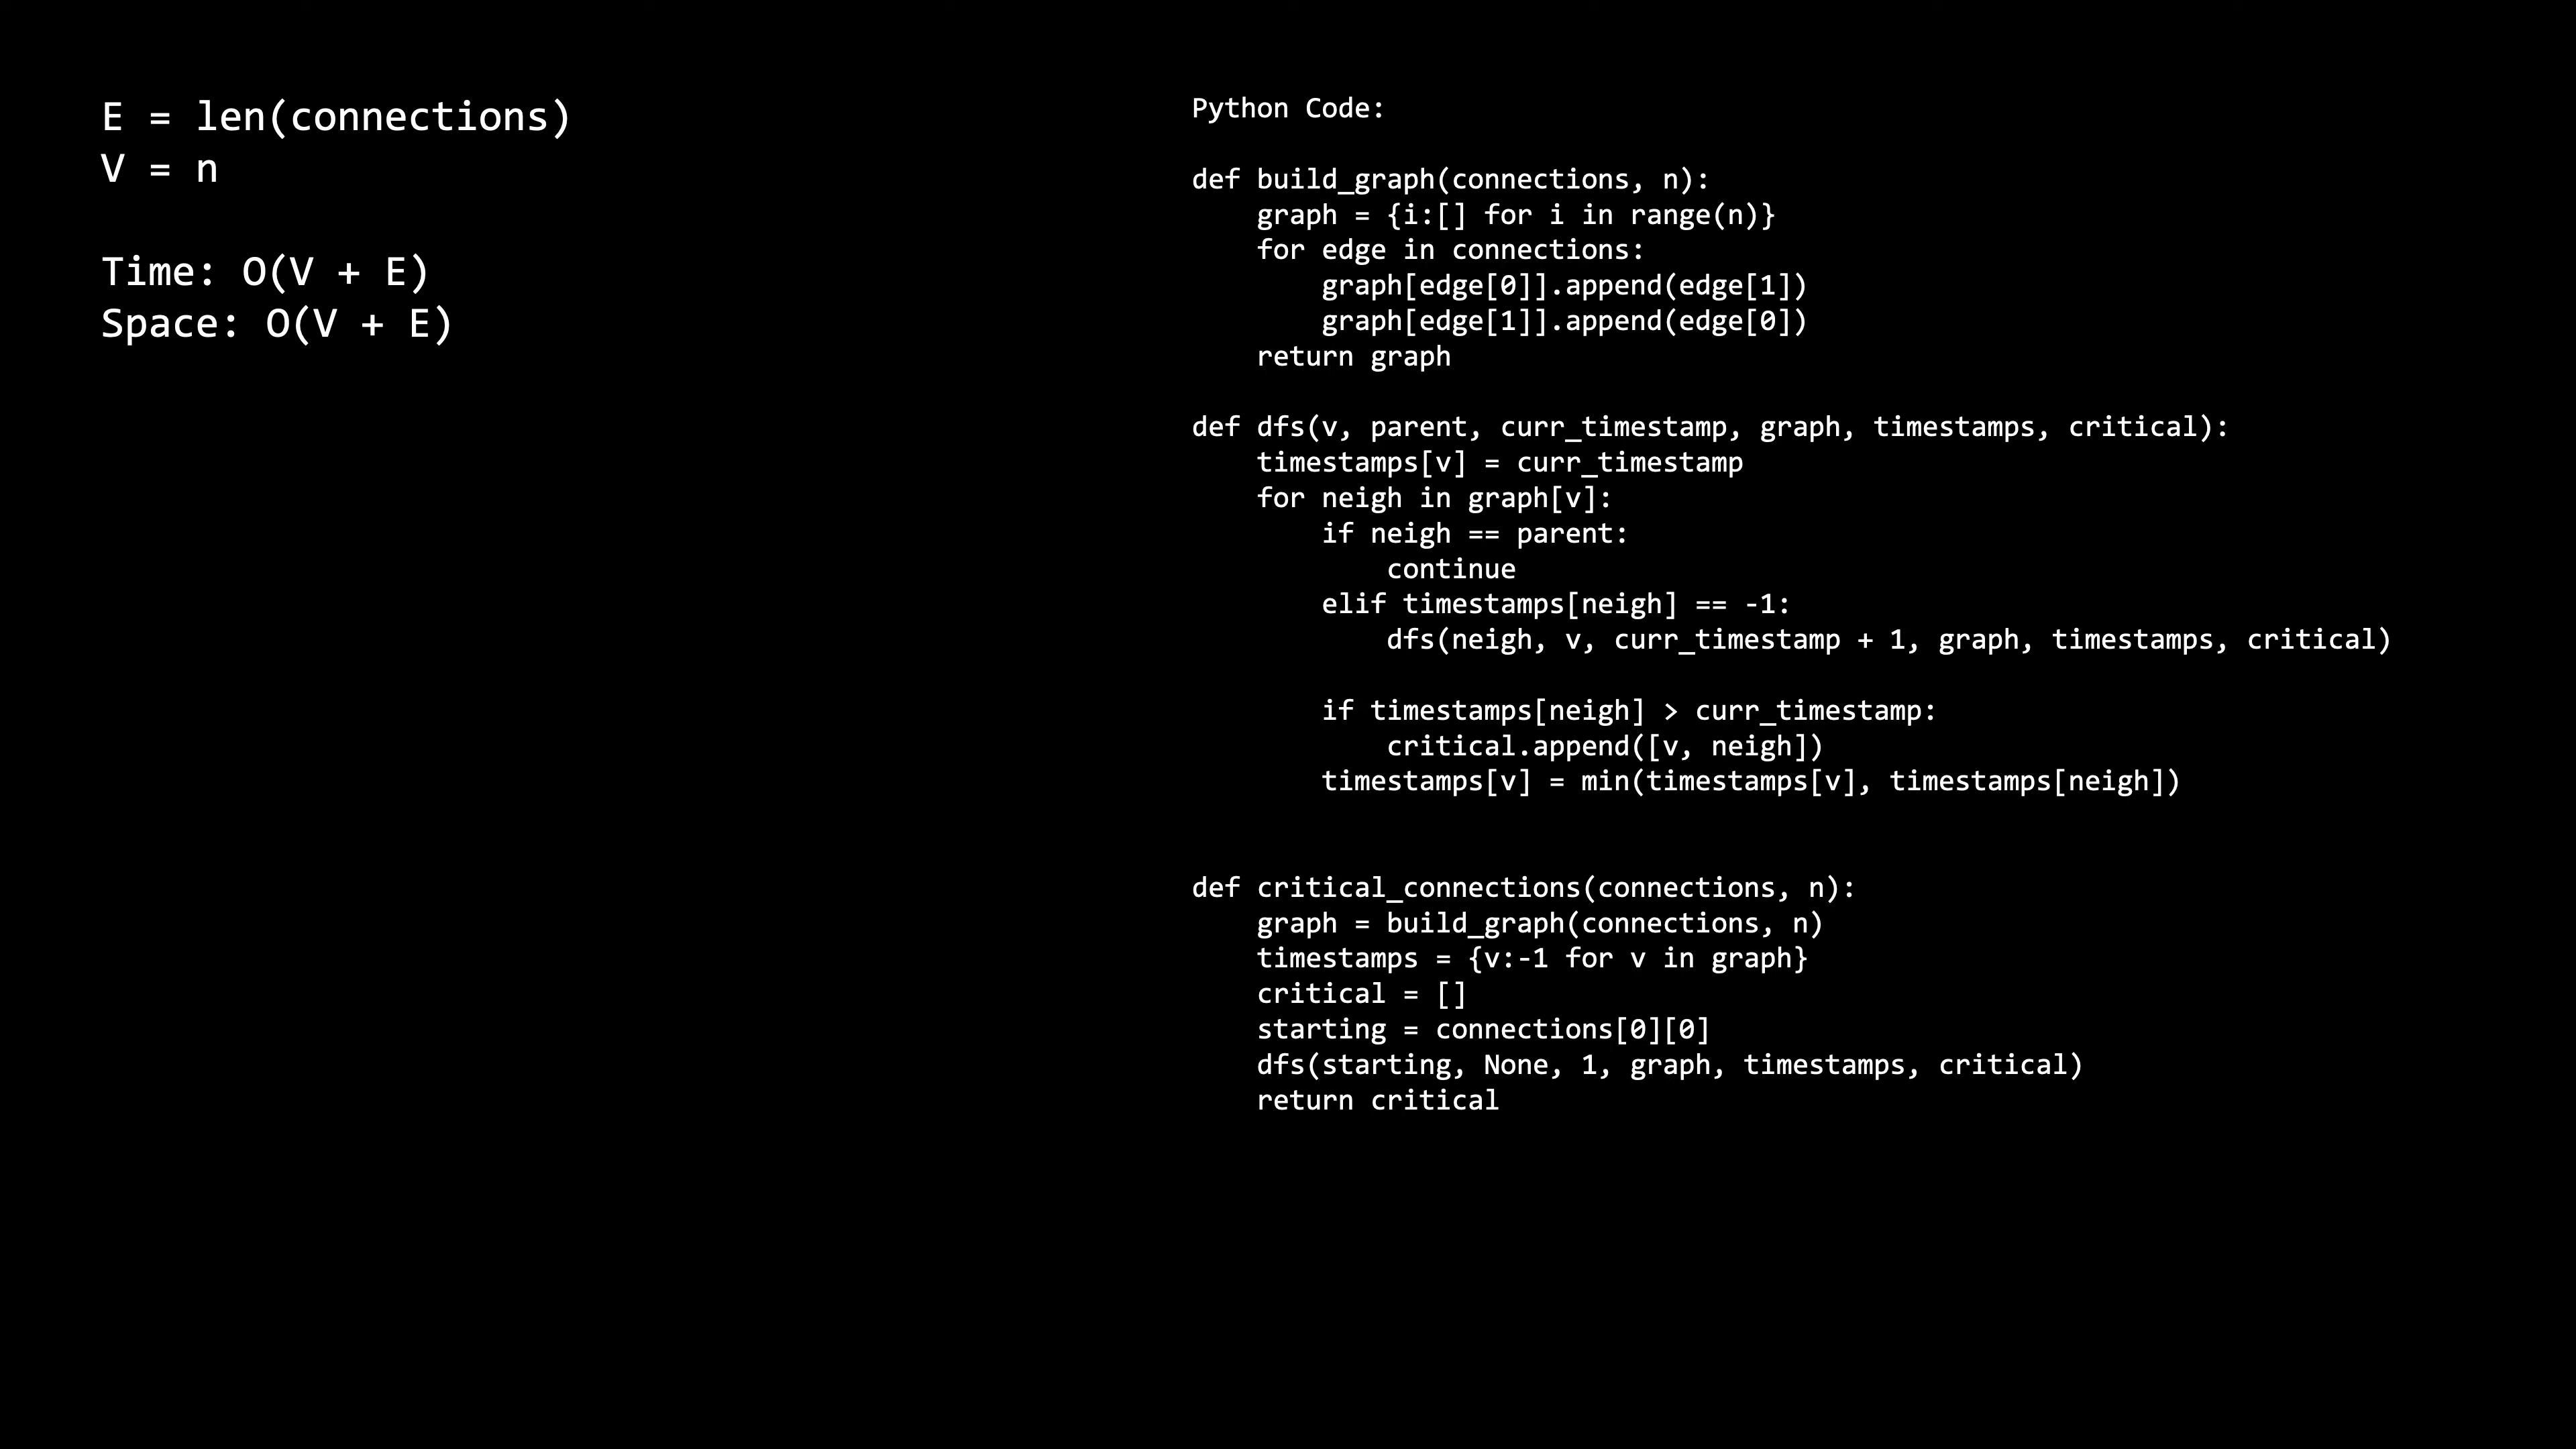 E = len(connections)
V = n
Time: O(V + E)
Space: O(V + E)
Python Code:
def build_graph(connections, n):
    graph = {i:[] for i in range(n)}
    for edge in connections:
        graph[edge[0]].append(edge[1])
        graph[edge[1]].append(edge[0])
    return graph
def dfs(v, parent, curr_timestamp, graph, timestamps, critical):
    timestamps[v] = curr_timestamp
    for neigh in graph[v]:
        if neigh == parent:
            continue
        elif timestamps[neigh] == -1:
            dfs(neigh, v, curr_timestamp + 1, graph, timestamps, critical)
        if timestamps[neigh] > curr_timestamp:
            critical.append([v, neigh])
        timestamps[v] = min(timestamps[v], timestamps[neigh])
def critical_connections(connections, n):
    graph = build_graph(connections, n)
    timestamps = {v:-1 for v in graph}
    critical = []
    starting = connections[0][0]
    dfs(starting, None, 1, graph, timestamps, critical)
    return critical